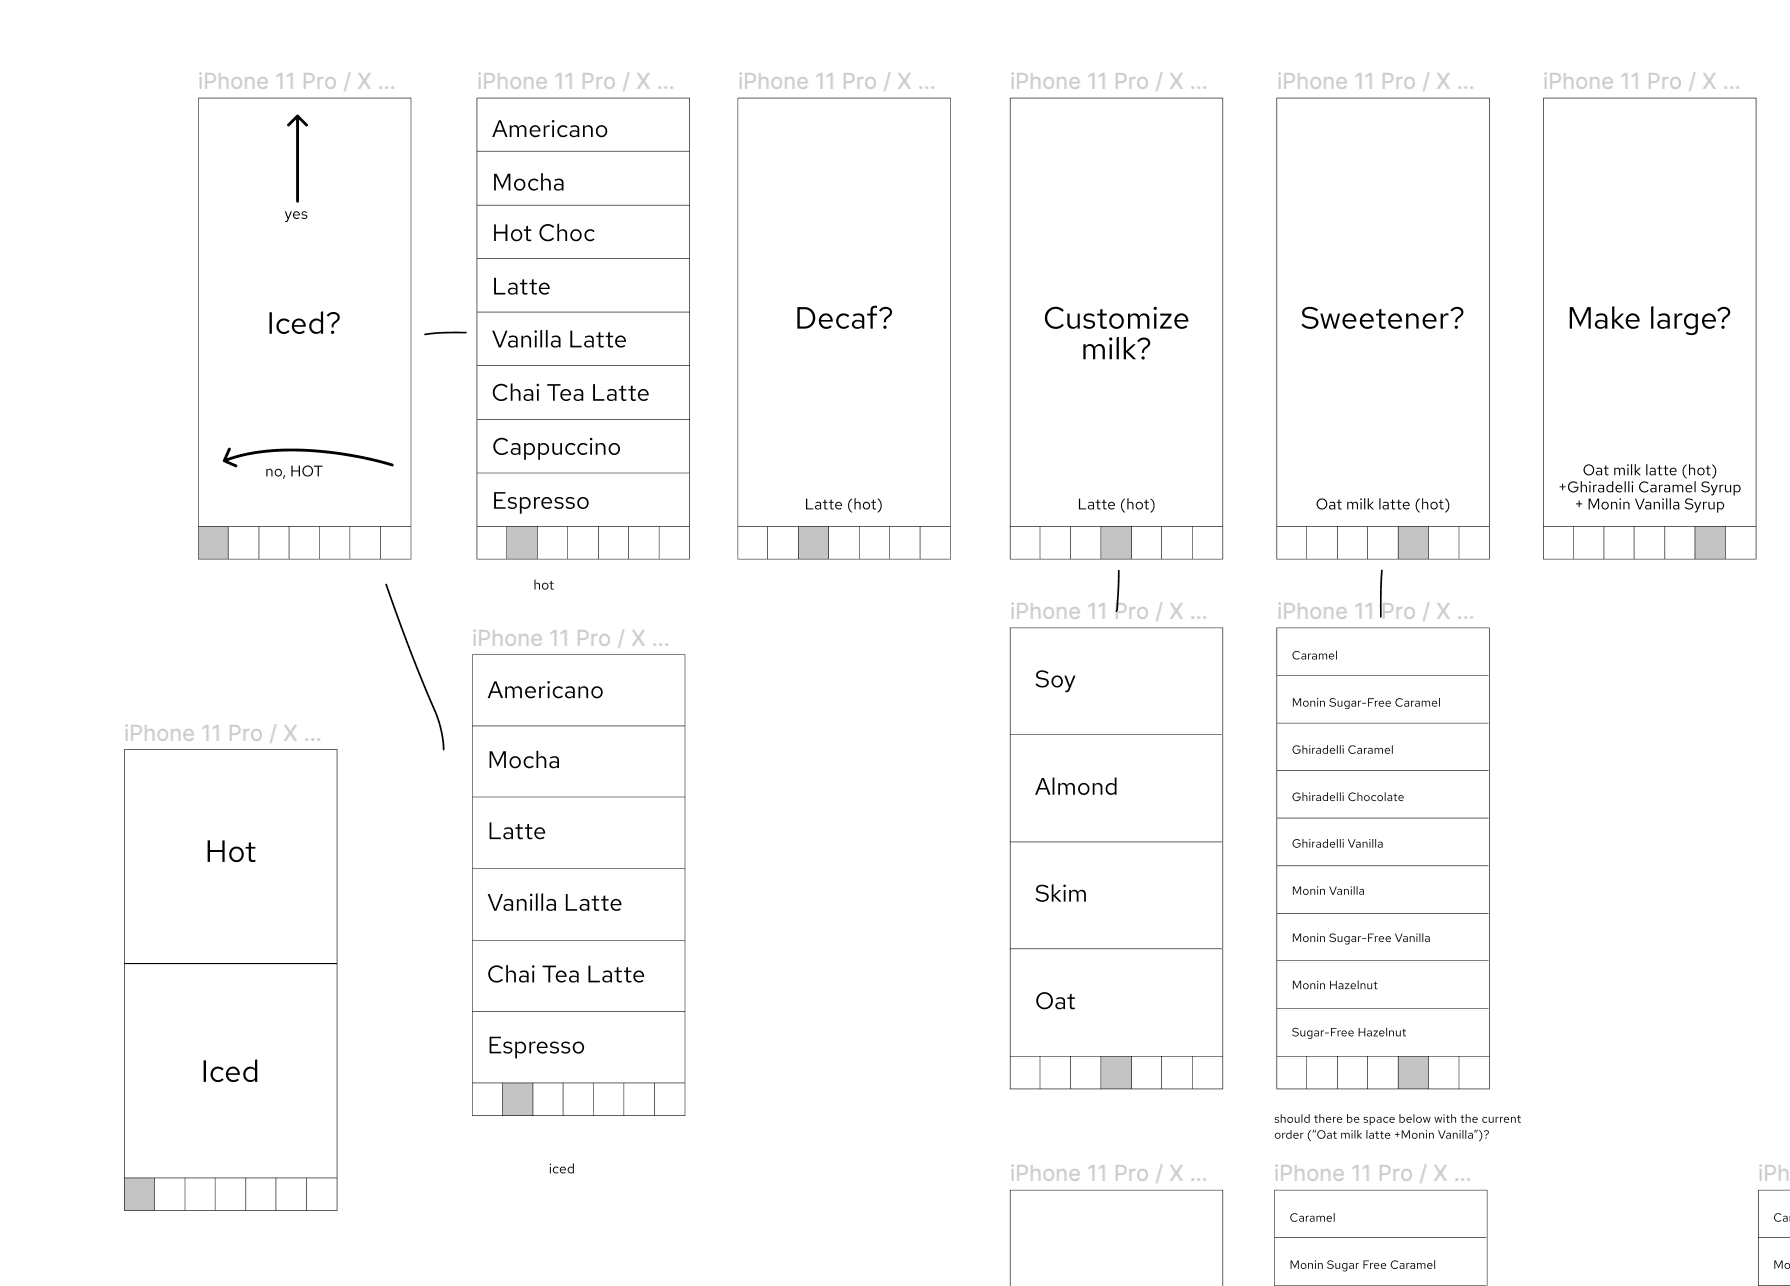 iPhone 11 Pro / X ...
yes
Iced?
no, HOT
iPhone 11 Pro / X ...
Americano
Mocha
Hot Choc
Latte
Vanilla Latte
Chai Tea Latte
Cappuccino
Espresso
hot
iPhone 11 Pro / X ...
Decaf?
Latte (hot)
iPhone 11 Pro / X ...
Customize
milk?
Latte (hot)
iPhone 11 Pro / X ...
Sweetener?
Oat milk latte (hot)
iPhone 11 Pro / X ...
Make large?
Oat milk latte (hot)
+Ghiradelli Caramel Syrup
+ Monin Vanilla Syrup
iPhone 11 Pro / X ...
Hot
Iced
iPhone 11 Pro / X ...
Americano
Mocha
Latte
Vanilla Latte
Chai Tea Latte
Espresso
iced
iPhone 11 Pro / X ...
Soy
Almond
Skim
Oat
iPhone 11 Pro / X ...
Caramel
Monin Sugar-Free Caramel
Ghiradelli Caramel
Ghiradelli Chocolate
Ghiradelli Vanilla
Monin Vanilla
Monin Sugar-Free Vanilla
Monin Hazelnut
Sugar-Free Hazelnut
should there be space below with the current
order ("Oat milk latte +Monin Vanilla")?
iPhone 11 Pro / X ...
iPhone 11 Pro / X ...
Caramel
Monin Sugar Free Caramel